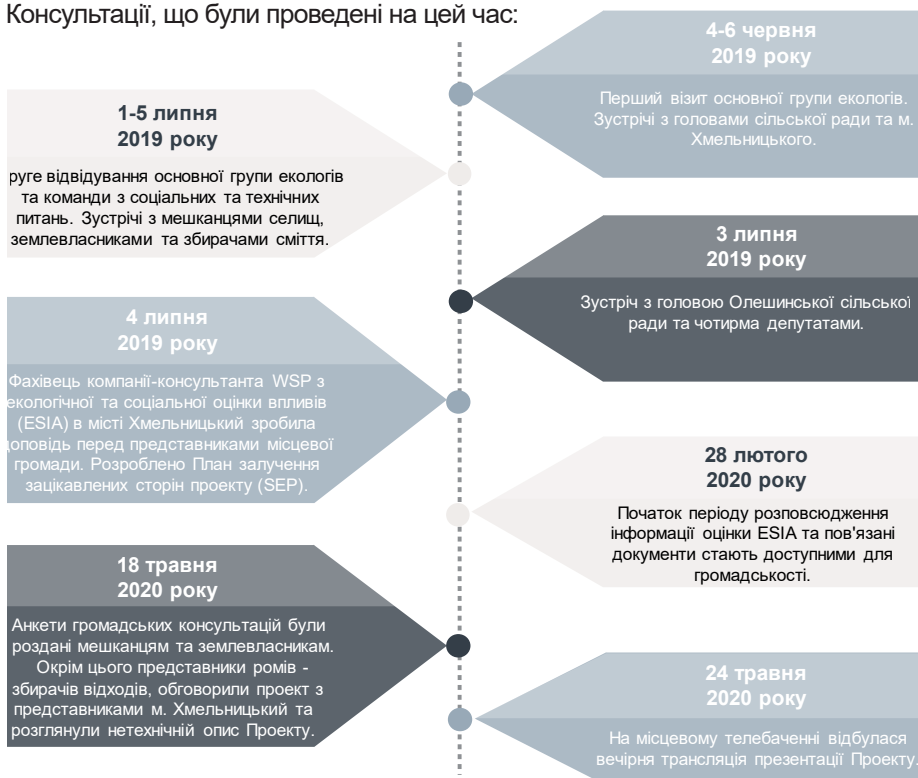 Консультації, що були проведені на цей час:
4-6 червня
2019 року
Перший візит основної групи екологів.
Зустрічі з головами сільської ради та м.
Хмельницького.
1-5 липня
2019 року
руге відвідування основної групи екологів
та команди з соціальних та технічних
питань. Зустрічі з мешканцями селищ,
землевласниками та збирачами сміття.
3 липня
2019 року
Зустріч з головою Олешинської сільської
ради та чотирма депутатами.
4 липня
2019 року
Фахівець компанії-консультанта WSP з
екологічної та соціальної оцінки впливів
(ESIA) в місті Хмельницький зробила
доповідь перед представниками місцевої
громади. Розроблено План залучення
зацікавлених сторін проекту (SEP).
28 лютого
2020 року
Початок періоду розповсюдження
інформації оцінки ESIA та пов'язані
документи стають доступними для
громадськості.
18 травня
2020 року
Анкети громадських консультацій були
роздані мешканцям та землевласникам.
Окрім цього представники ромів -
збирачів відходів, обговорили проект з
представниками м. Хмельницький та
розглянули нетехнічній опис Проекту.
24 травня
2020 року
На місцевому телебаченні відбулася
вечірня трансляція презентації Проекту.